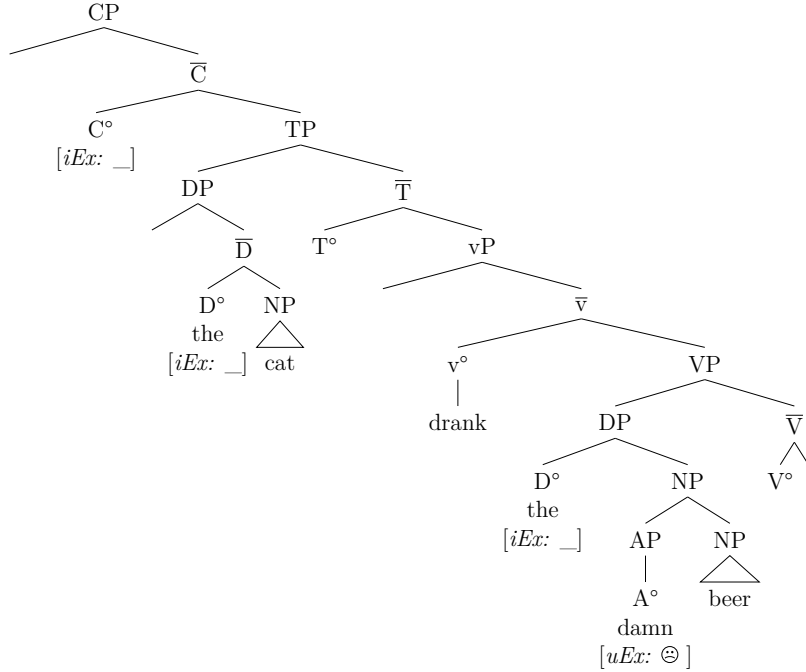 CP
C̅
C° TP
[iEx: _]
DP T̅
D̅ T° vP
D° NP v̅
the
[iEx: _] cat v° VP
drank DP V̅
D° NP V°
the
[iEx: _] AP NP
A° beer
damn
[uEx: ☹ ]